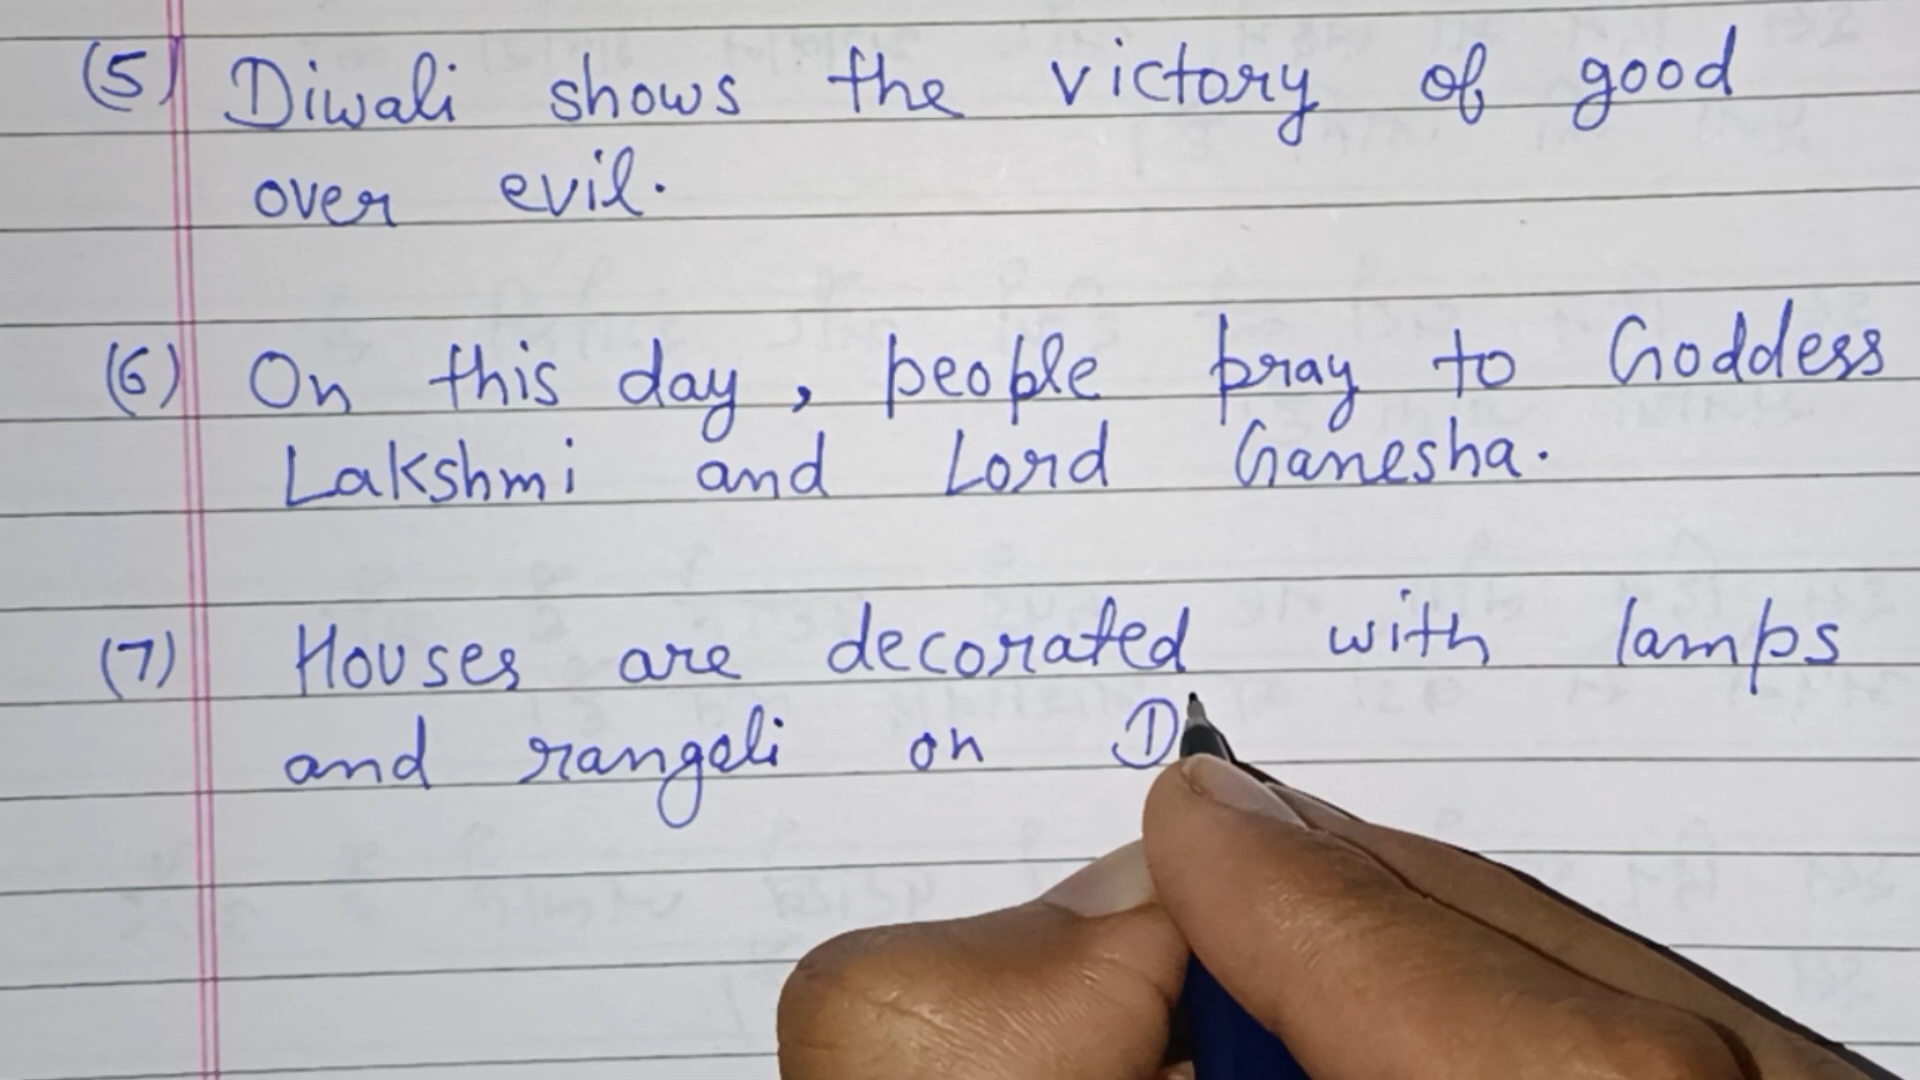 (5) Diwali shows the victory of good
over evil.
(6) On this day, people pray to Goddess
Lakshmi and Lord Ganesha.
(7) Houses are decorated with lamps
and rangoli on D